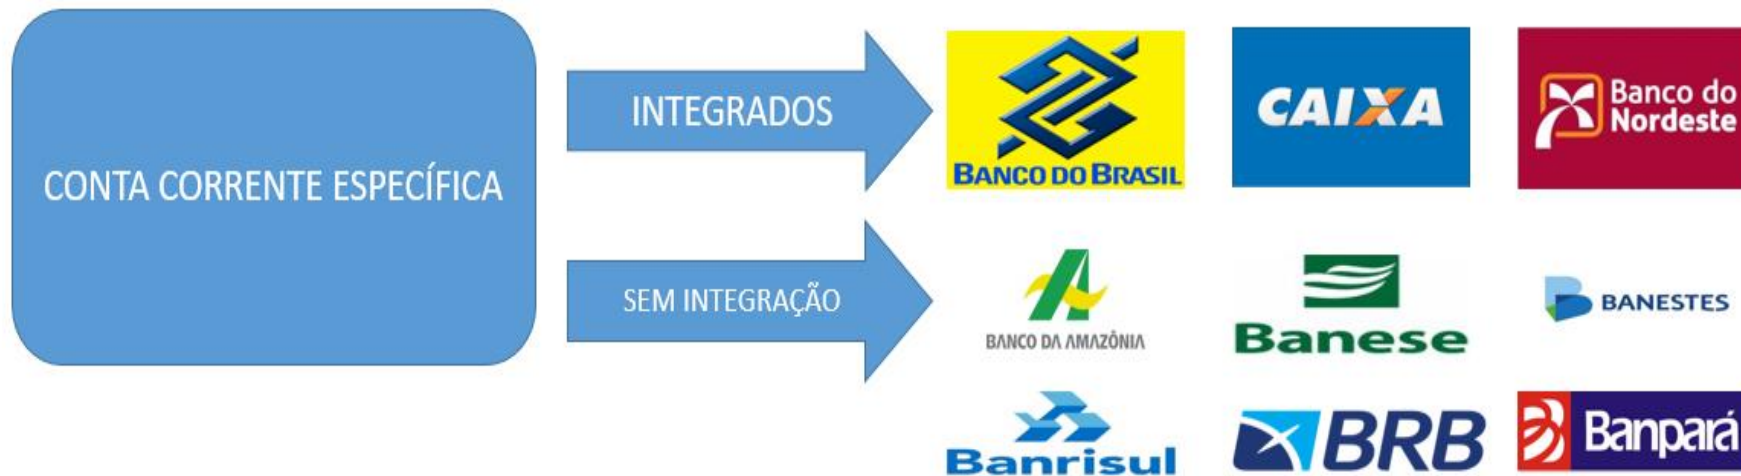 CONTA CORRENTE ESPECÍFICA
INTEGRADOS
BANCO DO BRASIL
CAIXA
Banco do
Nordeste
SEM INTEGRAÇÃO
BANCO DA AMAZÔNIA
Banese
BANESTES
Banrisul
BRB
Banpará